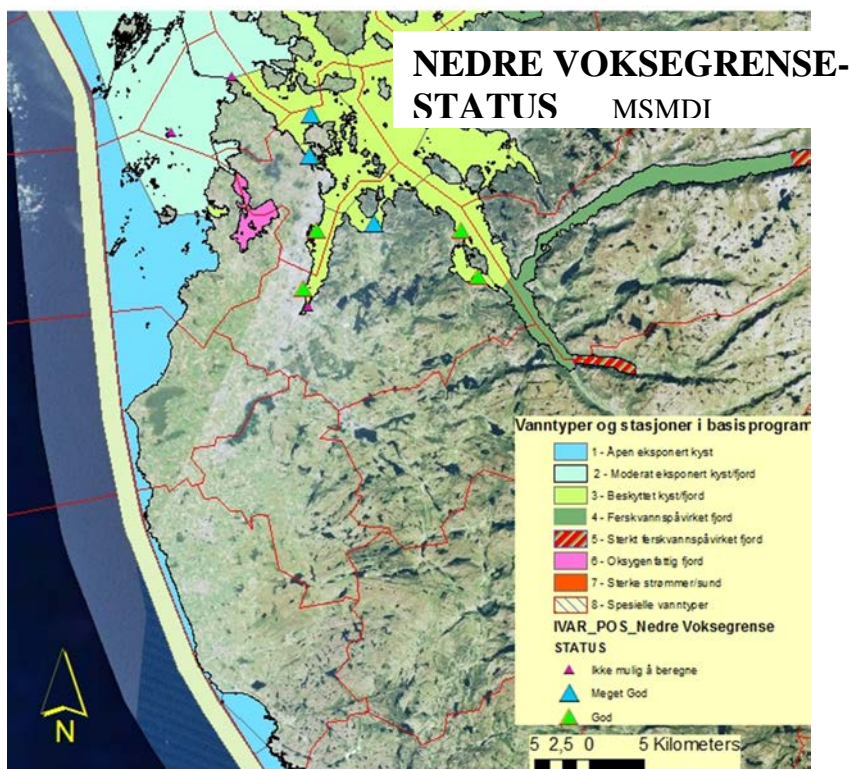 NEDRE VOKSEGRENSE-
STATUS MSMDI
Vanntyper og stasjoner i basisprogram
1 - Åpen eksponert kyst
2 - Moderat eksponert kyst/fjord
3 - Beskyttet kyst/fjord
4 - Ferskvannspåvirket fjord
5 - Sterkt ferskvannspåvirket fjord
6 - Oksygenfattig fjord
7 - Sterke strømmer/sund
8 - Spesielle vanntyper
IVAR_POS_Nedre Voksegrense
STATUS
Ikke mulig å beregne
Meget God
God
N
5 2,5 0 5 Kilometers